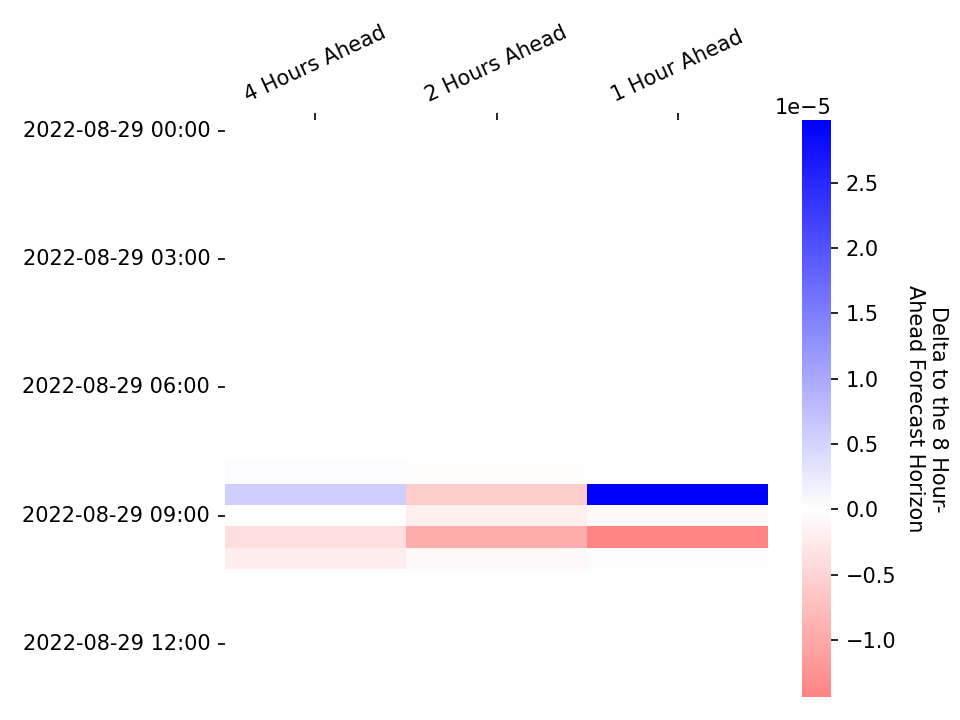 4 Hours Ahead
2 Hours Ahead
1 Hour Ahead
1e−5
2022-08-29 00:00
2022-08-29 03:00
2022-08-29 06:00
2022-08-29 09:00
2022-08-29 12:00
2.5
2.0
1.5
1.0
0.5
0.0
−0.5
−1.0
Delta to the 8 Hour-
Ahead Forecast Horizon